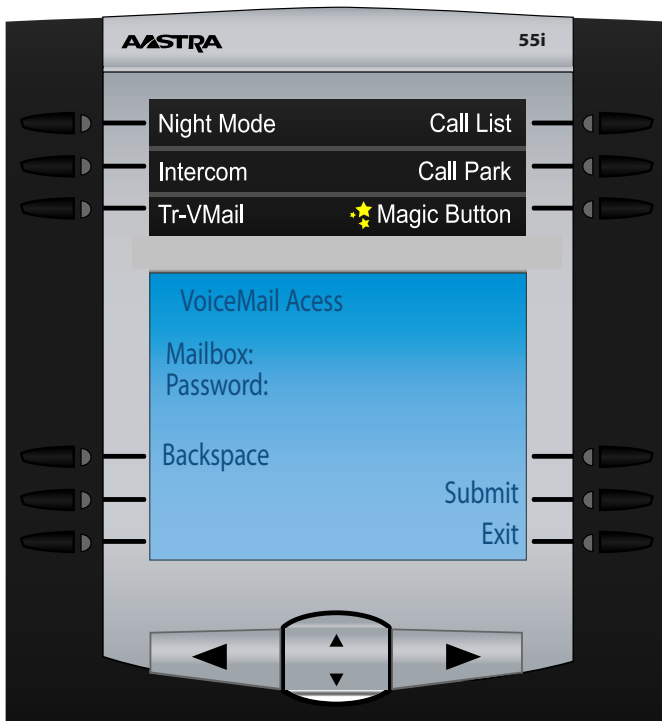 AASTRA 55i
Night Mode Call List
Intercom Call Park
Tr-VMail Magic Button
VoiceMail Acess
Mailbox:
Password:
Backspace
Submit
Exit